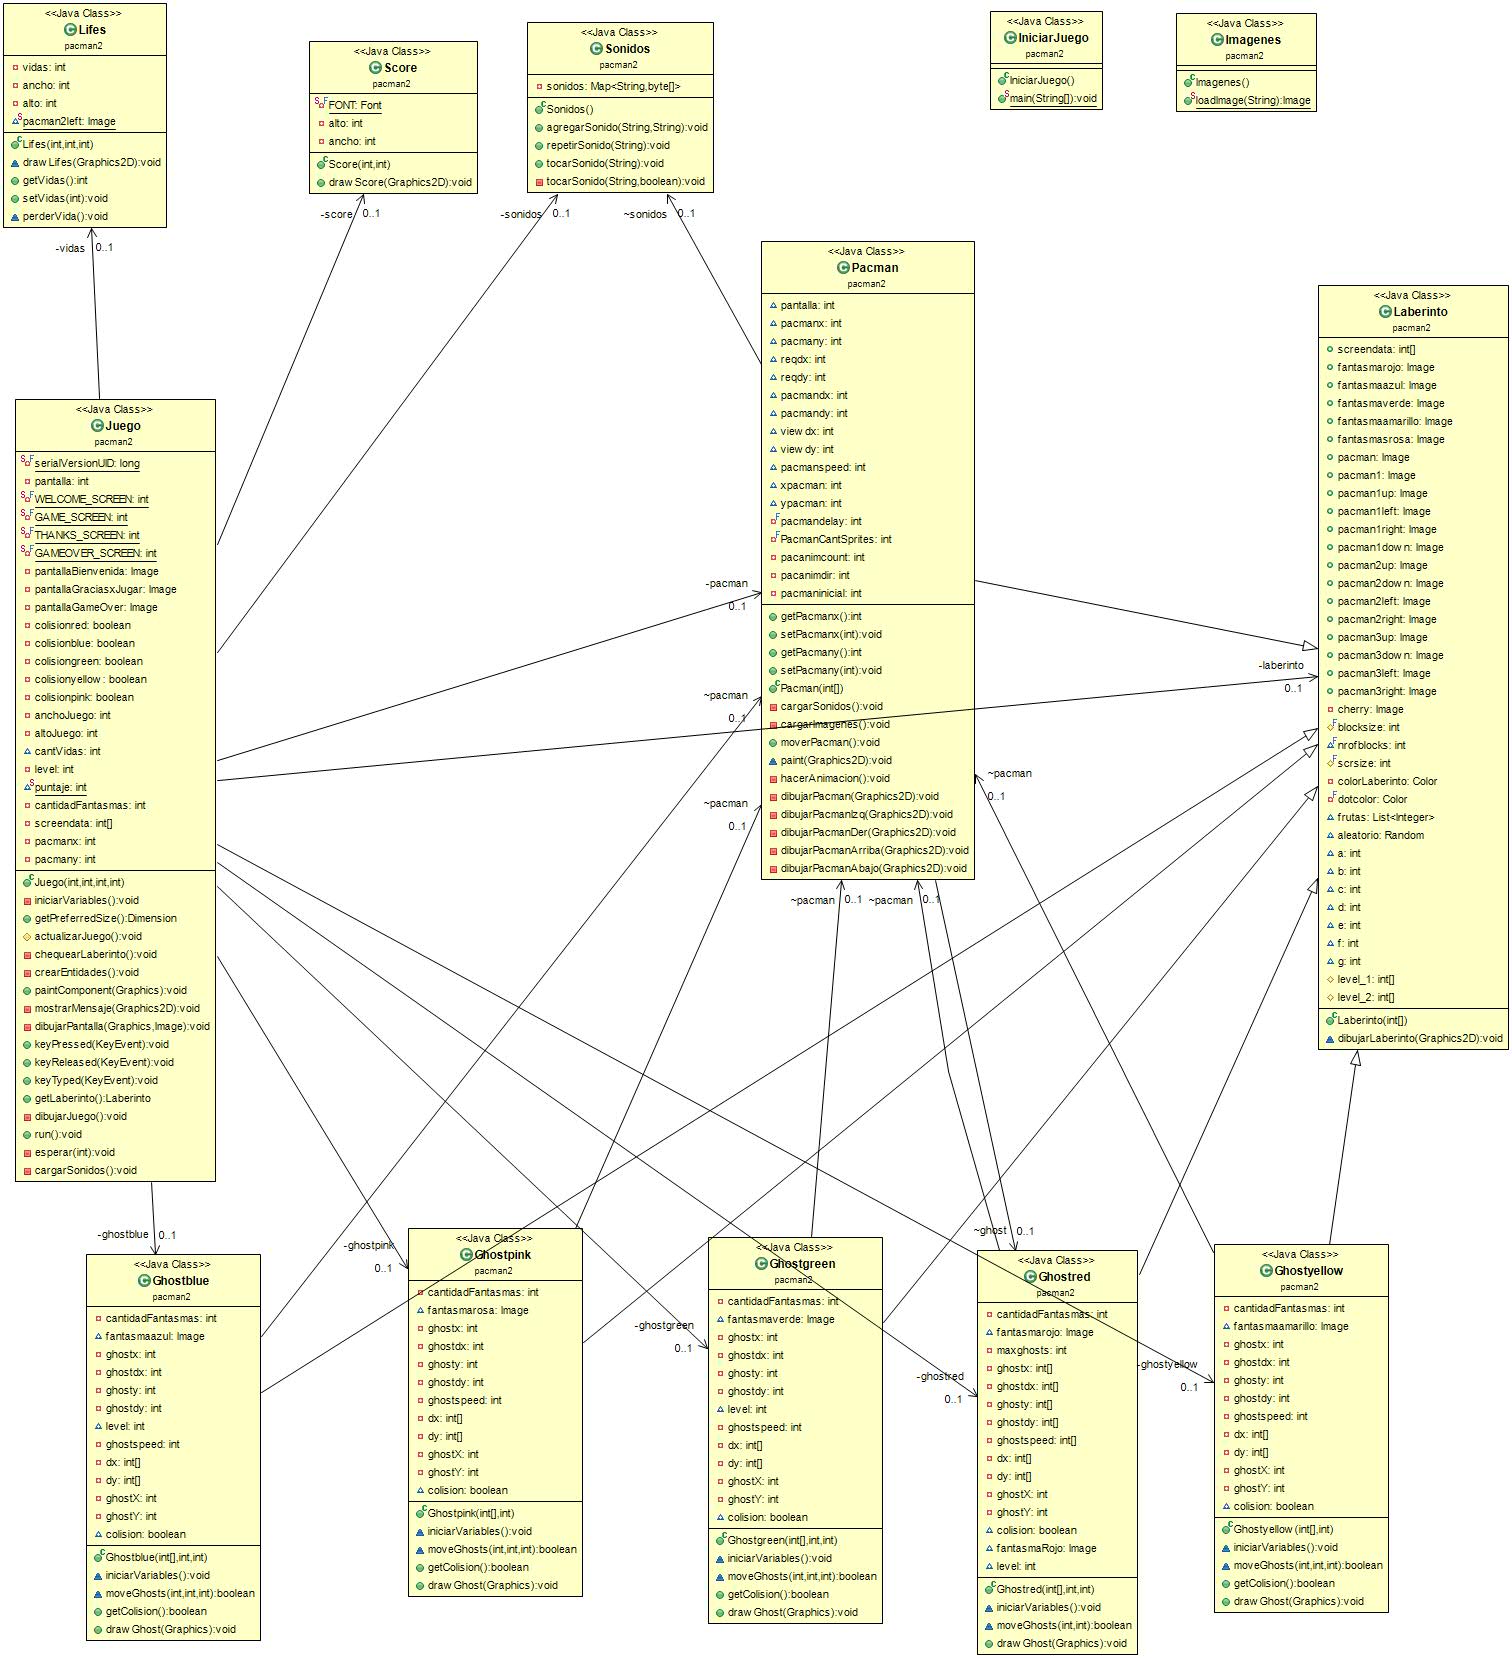 <<Java Class>>
Lifes
pacman2
vidas: int
ancho: int
alto: int
pacman2left: Image
Lifes(int,int,int)
drawLifes(Graphics2D):void
getVidas():int
setVidas(int):void
perderVida():void
-vidas 0..1
<<Java Class>>
Score
pacman2
FONT: Font
alto: int
ancho: int
Score(int,int)
drawScore(Graphics2D):void
-score 0..1
<<Java Class>>
Sonidos
pacman2
sonidos: Map<String,byte[]>
Sonidos()
agregarSonido(String,String):void
repetirSonido(String):void
tocarSonido(String):void
tocarSonido(String,boolean):void
-sonidos 0..1
~sonidos 0..1
<<Java Class>>
IniciarJuego
pacman2
IniciarJuego()
main(String[]):void
<<Java Class>>
Imagenes
pacman2
Imagenes()
loadImage(String):Image
<<Java Class>>
Pacman
pacman2
pantalla: int
pacmanx: int
pacmany: int
reqdx: int
reqdy: int
pacmandx: int
pacmandy: int
viewdx: int
viewdy: int
pacmanspeed: int
xpacman: int
ypacman: int
pacmandelay: int
PacmanCantSprites: int
pacanimcount: int
pacanimdir: int
pacmaninicial: int
getPacmanx():int
setPacmanx(int):void
getPacmany():int
setPacmany(int):void
Pacman(int[])
cargarSonidos():void
cargarImagenes():void
moverPacman():void
paint(Graphics2D):void
hacerAnimacion():void
dibujarPacman(Graphics2D):void
dibujarPacmanIzq(Graphics2D):void
dibujarPacmanDer(Graphics2D):void
dibujarPacmanArriba(Graphics2D):void
dibujarPacmanAbajo(Graphics2D):void
-pacman
0..1
~pacman
0..1
~pacman
0..1
~pacman 0..1
~pacman 0..1
~pacman
0..1
<<Java Class>>
Laberinto
pacman2
screendata: int[]
fantasmarojo: Image
fantasmaazul: Image
fantasmaverde: Image
fantasmaamarillo: Image
fantasmasrosa: Image
pacman: Image
pacman1: Image
pacman1up: Image
pacman1left: Image
pacman1right: Image
pacman1down: Image
pacman2up: Image
pacman2down: Image
pacman2left: Image
pacman2right: Image
pacman3up: Image
pacman3down: Image
pacman3left: Image
pacman3right: Image
cherry: Image
blocksize: int
nrofblocks: int
scrsize: int
colorLaberinto: Color
dotcolor: Color
frutas: List<Integer>
aleatorio: Random
a: int
b: int
c: int
d: int
e: int
f: int
g: int
level_1: int[]
level_2: int[]
Laberinto(int[])
dibujarLaberinto(Graphics2D):void
-laberinto
0..1
<<Java Class>>
Juego
pacman2
serialVersionUID: long
pantalla: int
WELCOME_SCREEN: int
GAME_SCREEN: int
THANKS_SCREEN: int
GAMEOVER_SCREEN: int
pantallaBienvenida: Image
pantallaGraciasxJugar: Image
pantallaGameOver: Image
colisionred: boolean
colisionblue: boolean
colisiongreen: boolean
colisionyellow: boolean
colisionpink: boolean
anchoJuego: int
altoJuego: int
cantVidas: int
level: int
puntaje: int
cantidadFantasmas: int
screendata: int[]
pacmanx: int
pacmany: int
Juego(int,int,int,int)
iniciarVariables():void
getPreferredSize():Dimension
actualizarJuego():void
chequearLaberinto():void
crearEntidades():void
paintComponent(Graphics):void
mostrarMensaje(Graphics2D):void
dibujarPantalla(Graphics,Image):void
keyPressed(KeyEvent):void
keyReleased(KeyEvent):void
keyTyped(KeyEvent):void
getLaberinto():Laberinto
dibujarJuego():void
run():void
esperar(int):void
cargarSonidos():void
-ghostblue 0..1
<<Java Class>>
Ghostblue
pacman2
cantidadFantasmas: int
fantasmaazul: Image
ghostx: int
ghostdx: int
ghosty: int
ghostdy: int
level: int
ghostspeed: int
dx: int[]
dy: int[]
ghostX: int
ghostY: int
colision: boolean
Ghostblue(int[],int,int)
iniciarVariables():void
moveGhosts(int,int,int):boolean
getColision():boolean
drawGhost(Graphics):void
-ghostpink
0..1
<<Java Class>>
Ghostpink
pacman2
cantidadFantasmas: int
fantasmarosa: Image
ghostx: int
ghostdx: int
ghosty: int
ghostdy: int
ghostspeed: int
dx: int[]
dy: int[]
ghostX: int
ghostY: int
colision: boolean
Ghostpink(int[],int)
iniciarVariables():void
moveGhosts(int,int,int):boolean
getColision():boolean
drawGhost(Graphics):void
-ghostgreen
0..1
<<Java Class>>
Ghostgreen
pacman2
cantidadFantasmas: int
fantasmaverde: Image
ghostx: int
ghostdx: int
ghosty: int
ghostdy: int
level: int
ghostspeed: int
dx: int[]
dy: int[]
ghostX: int
ghostY: int
colision: boolean
Ghostgreen(int[],int,int)
iniciarVariables():void
moveGhosts(int,int,int):boolean
getColision():boolean
drawGhost(Graphics):void
~ghost 0..1
-ghostred
0..1
<<Java Class>>
Ghostred
pacman2
cantidadFantasmas: int
fantasmarojo: Image
maxghosts: int
ghostx: int[]
ghostdx: int[]
ghosty: int[]
ghostdy: int[]
ghostspeed: int[]
dx: int[]
dy: int[]
ghostX: int
ghostY: int
colision: boolean
fantasmaRojo: Image
level: int
Ghostred(int[],int,int)
iniciarVariables():void
moveGhosts(int,int):boolean
drawGhost(Graphics):void
-ghostyellow
0..1
<<Java Class>>
Ghostyellow
pacman2
cantidadFantasmas: int
fantasmaamarillo: Image
ghostx: int
ghostdx: int
ghosty: int
ghostdy: int
ghostspeed: int
dx: int[]
dy: int[]
ghostX: int
ghostY: int
colision: boolean
Ghostyellow(int[],int)
iniciarVariables():void
moveGhosts(int,int,int):boolean
getColision():boolean
drawGhost(Graphics):void